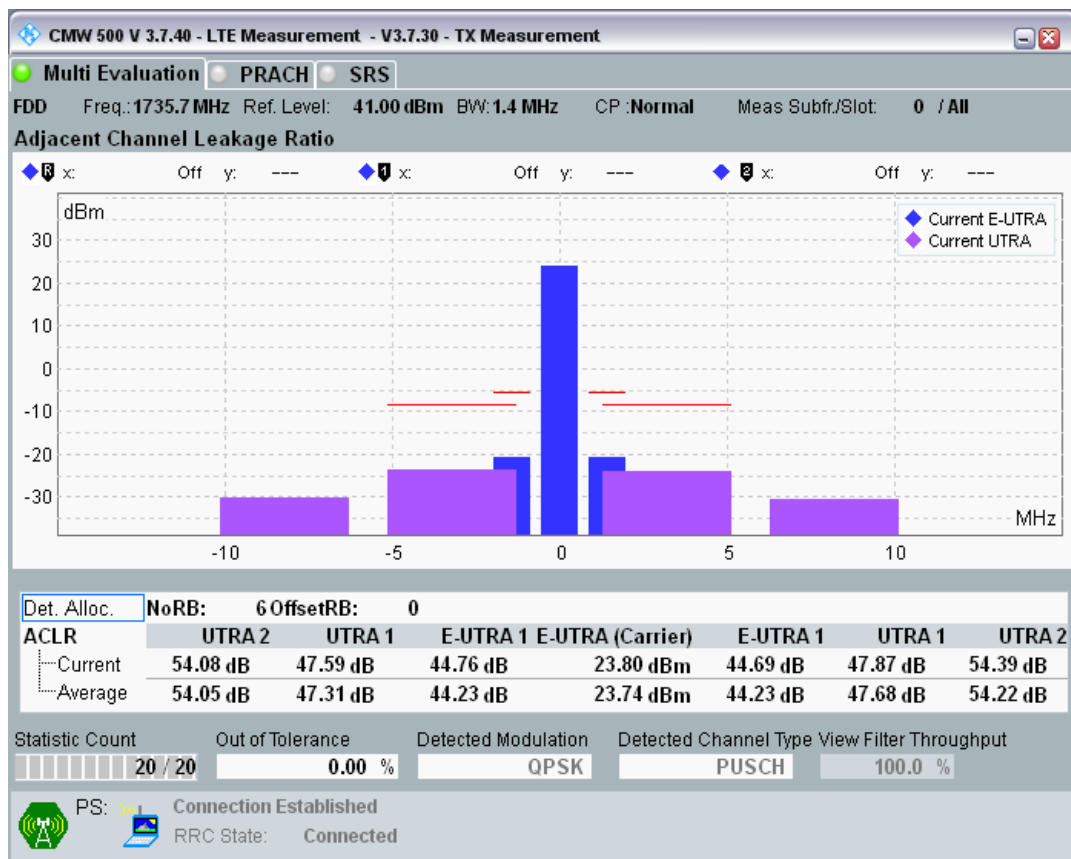 CMW 500 V 3.7.40 - LTE Measurement - V3.7.30 - TX Measurement
Multi Evaluation PRACH SRS
FDD Freq.: 1735.7 MHz Ref. Level: 41.00 dBm BW: 1.4 MHz CP :Normal Meas Subfr./Slot: 0 / All
Adjacent Channel Leakage Ratio
R x: Off y: --- 1 x: Off y: --- 2 x: Off y: ---
dBm
Current E-UTRA
Current UTRA
30
20
10
0
-10
-20
-30
MHz
-10 -5 0 5 10
Det. Alloc. NoRB: 6 OffsetRB: 0
ACLR UTRA 2 UTRA 1 E-UTRA 1 E-UTRA (Carrier) E-UTRA 1 UTRA 1 UTRA 2
Current 54.08 dB 47.59 dB 44.76 dB 23.80 dBm 44.69 dB 47.87 dB 54.39 dB
Average 54.05 dB 47.31 dB 44.23 dB 23.74 dBm 44.23 dB 47.68 dB 54.22 dB
Statistic Count Out of Tolerance Detected Modulation Detected Channel Type View Filter Throughput
20 / 20 0.00 % QPSK PUSCH 100.0 %
PS: Connection Established
RRC State: Connected